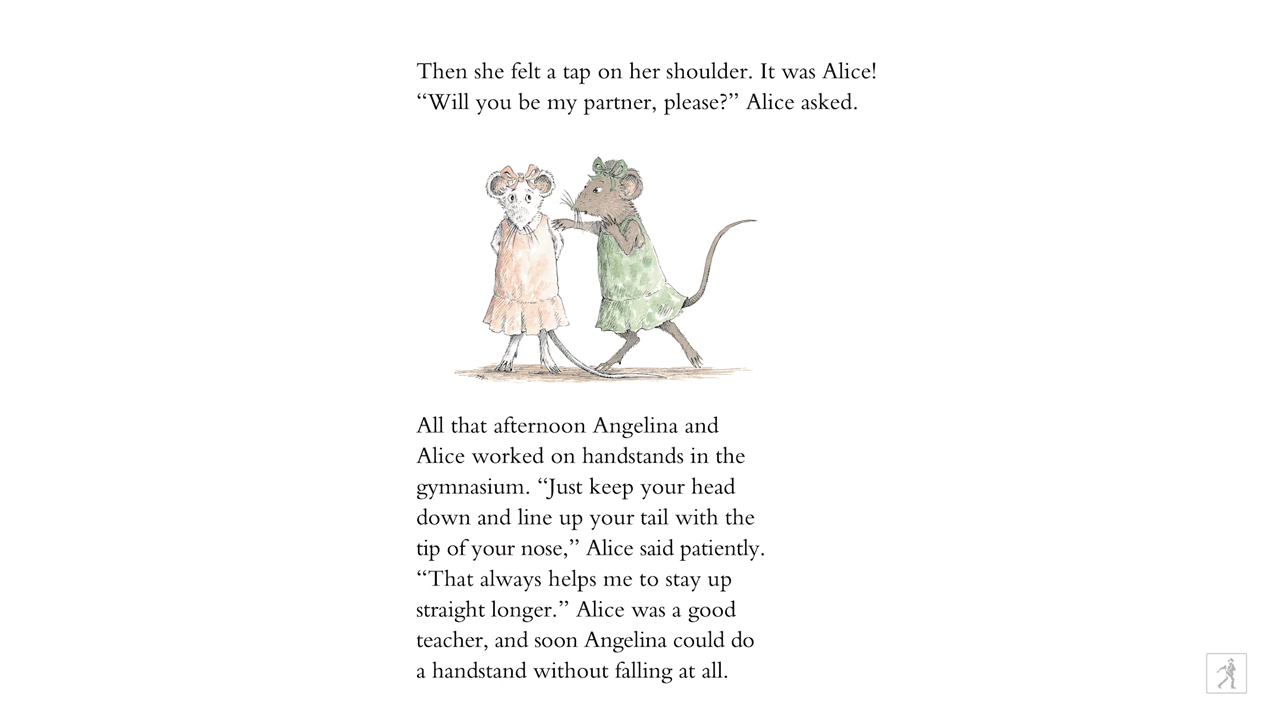 Then she felt a tap on her shoulder. It was Alice!
“Will you be my partner, please?” Alice asked.
All that afternoon Angelina and
Alice worked on handstands in the
gymnasium. “Just keep your head
down and line up your tail with the
tip of your nose,” Alice said patiently.
“That always helps me to stay up
straight longer.” Alice was a good
teacher, and soon Angelina could do
a handstand without falling at all.